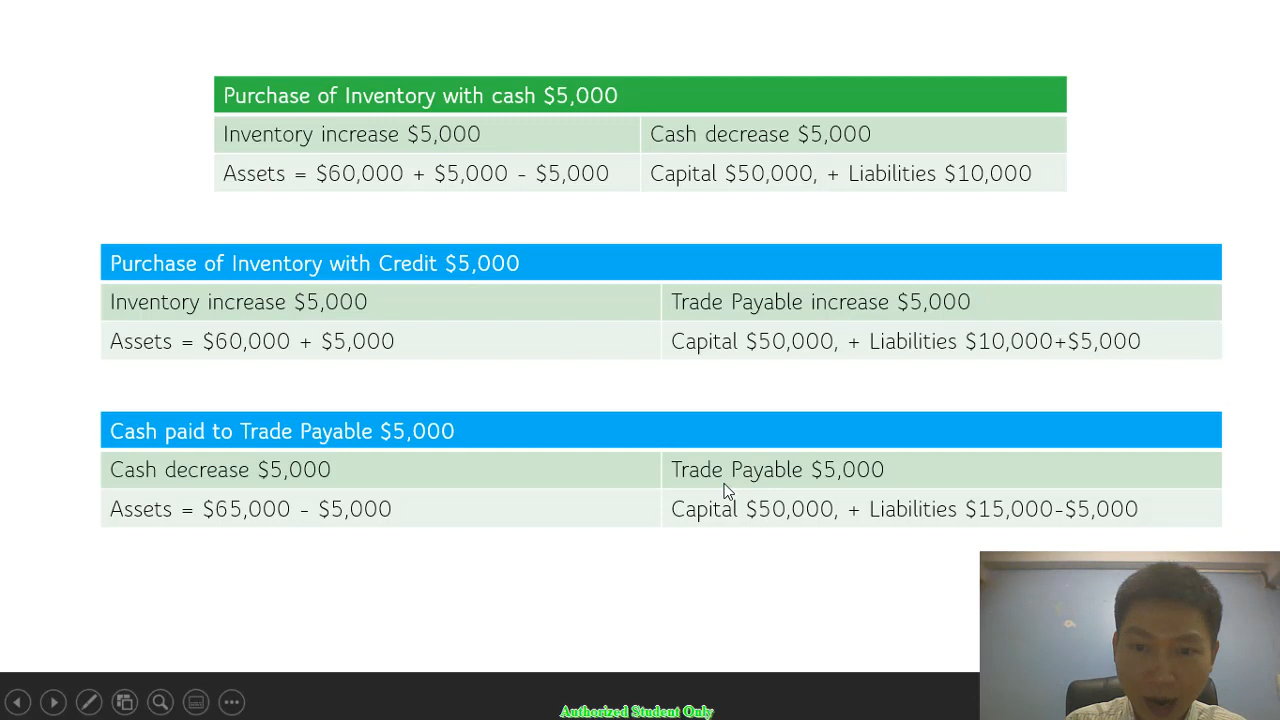 Purchase of Inventory with cash $5,000
Inventory increase $5,000 Cash decrease $5,000
Assets = $60,000 + $5,000 - $5,000 Capital $50,000, + Liabilities $10,000
Purchase of Inventory with Credit $5,000
Inventory increase $5,000 Trade Payable increase $5,000
Assets = $60,000 + $5,000 Capital $50,000, + Liabilities $10,000+$5,000
Cash paid to Trade Payable $5,000
Cash decrease $5,000 Trade Payable $5,000
Assets = $65,000 - $5,000 Capital $50,000, + Liabilities $15,000-$5,000
Authorized Student Only